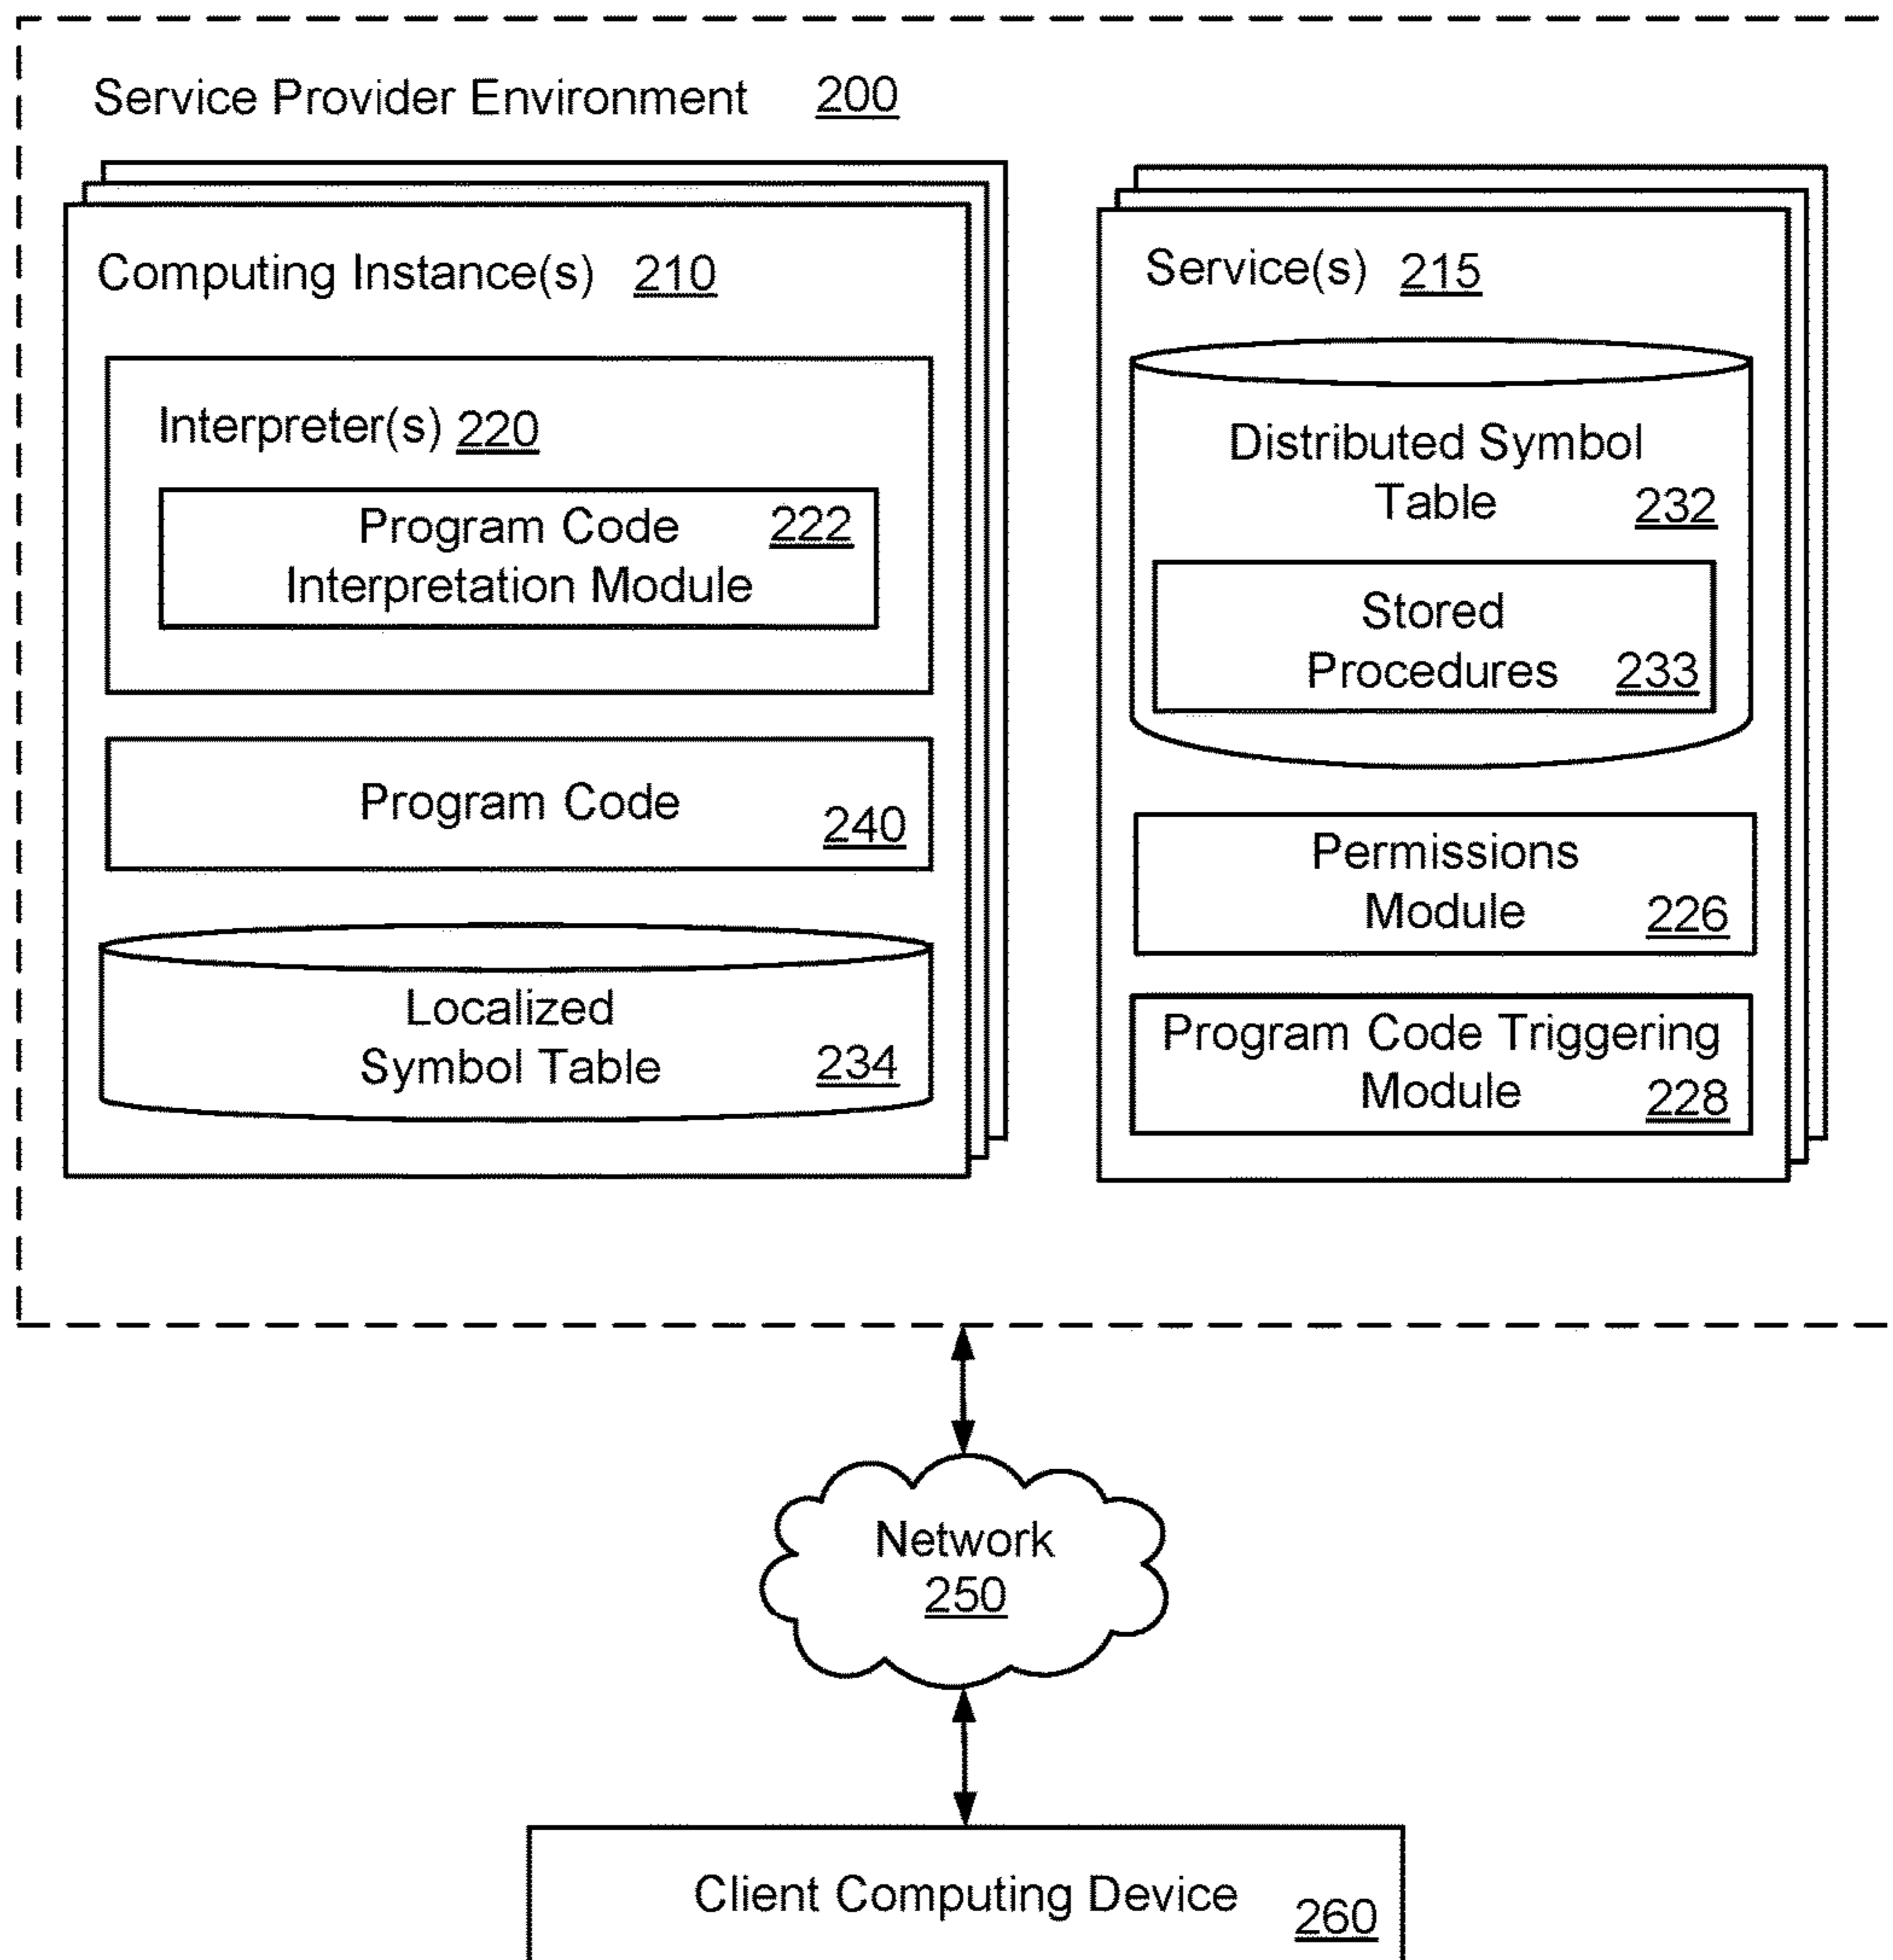 Service Provider Environment 200
Computing Instance(s) 210
Interpreter(s) 220
Program Code 222
Interpretation Module
Program Code
240
Localized
Symbol Table 234
Service(s) 215
Distributed Symbol
Table 232
Stored
Procedures 233
Permissions
Module 226
Program Code Triggering
Module 228
Network
250
Client Computing Device 260